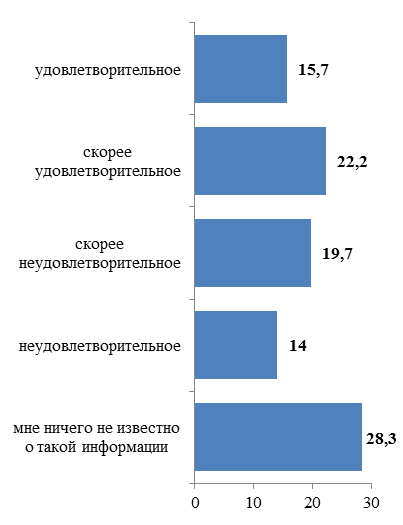 удовлетворительное
15,7
скорее
удовлетворительное
22,2
скорее
неудовлетворительное
19,7
неудовлетворительное
14
мне ничего не известно
о такой информации
28,3
0 10 20 30